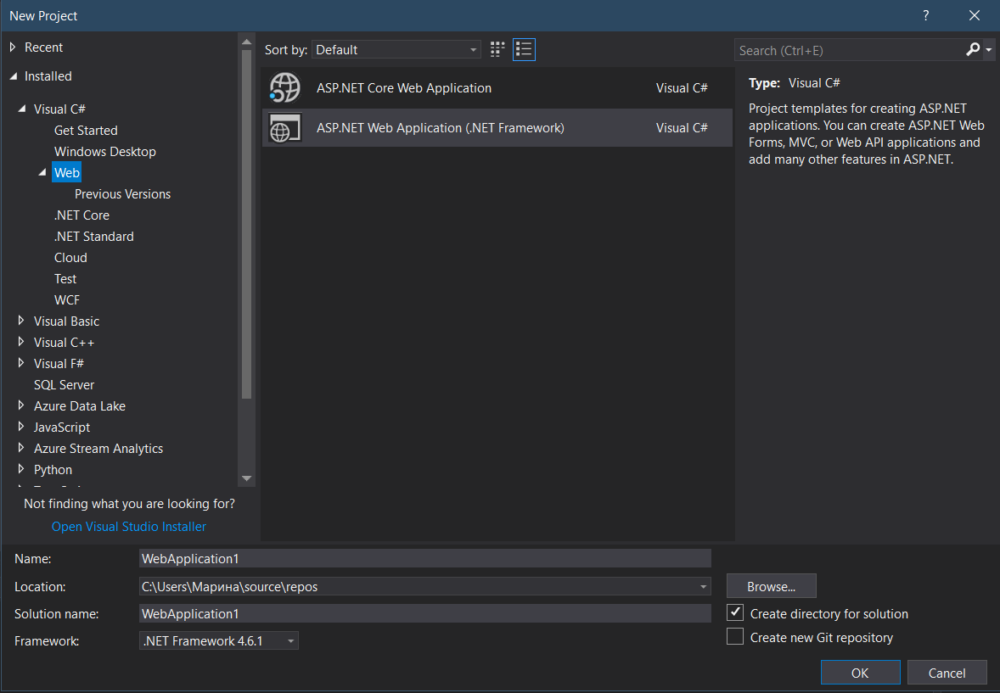 New Project
?
Recent
Installed
Visual C#
Get Started
Windows Desktop
Web
Previous Versions
.NET Core
.NET Standard
Cloud
Test
WCF
Visual Basic
Visual C++
Visual F#
SQL Server
Azure Data Lake
JavaScript
Azure Stream Analytics
Python
Not finding what you are looking for?
Open Visual Studio Installer
Sort by: Default
ASP.NET Core Web Application Visual C#
ASP.NET Web Application (.NET Framework) Visual C#
Search (Ctrl+E)
Type: Visual C#
Project templates for creating ASP.NET
applications. You can create ASP.NET Web
Forms, MVC, or Web API applications and
add many other features in ASP.NET.
Name: WebApplication1
Location: C:\Users\Марина\source\repos
Browse...
Solution name: WebApplication1
Create directory for solution
Framework: .NET Framework 4.6.1
Create new Git repository
OK Cancel